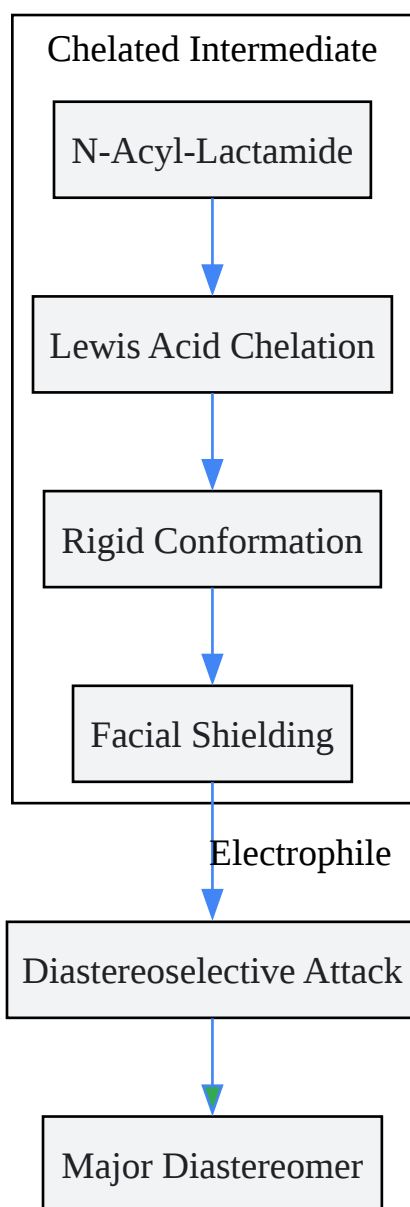 Chelated Intermediate
N-Acyl-Lactamide
Lewis Acid Chelation
Rigid Conformation
Facial Shielding
Electrophile
Diastereoselective Attack
Major Diastereomer